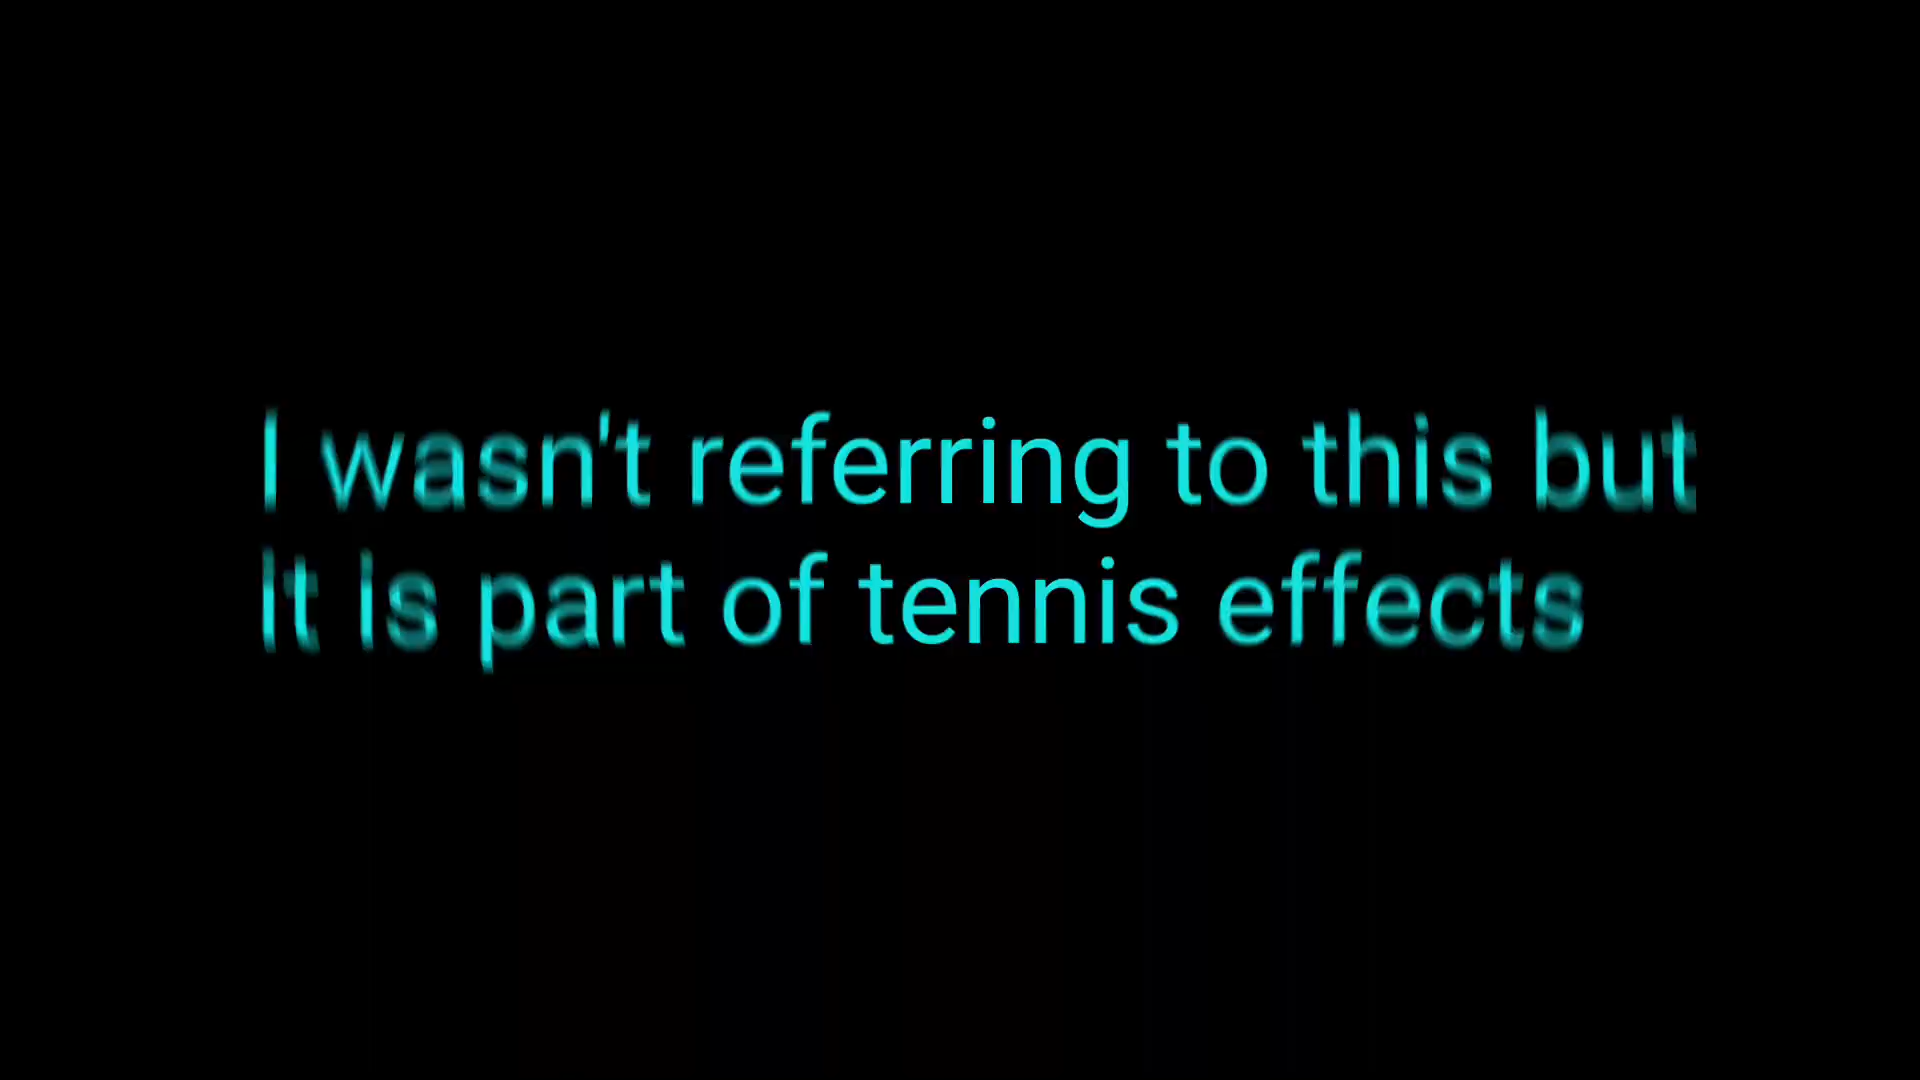 I wasn't referring to this but
It is part of tennis effects